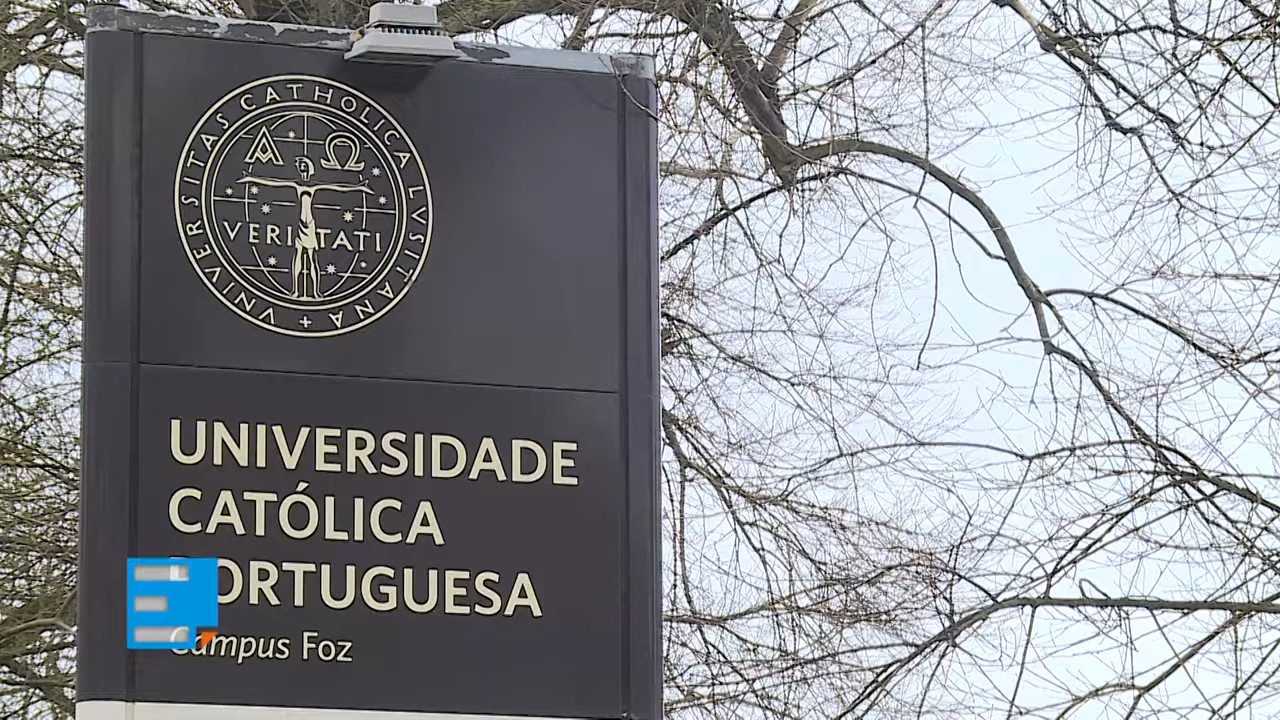 VNIVERSITAS CATHOLICA LVSITANA
Α Ω
VERITATI
UNIVERSIDADE
CATÓLICA
PORTUGUESA
Campus Foz